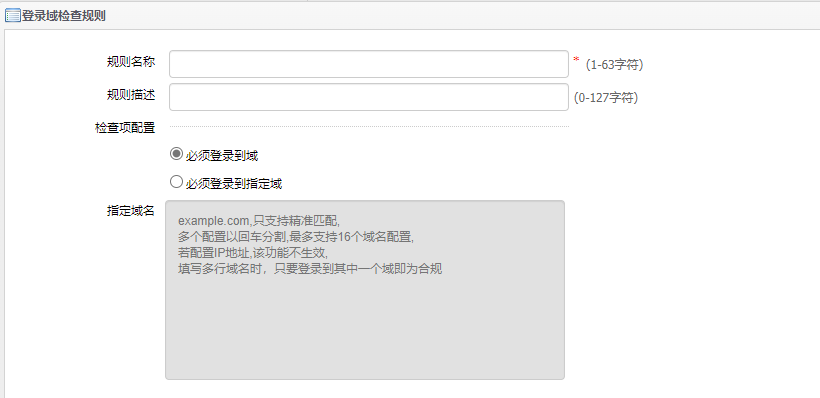 登录域检查规则
规则名称 * (1-63字符)
规则描述 (0-127字符)
检查项配置
必须登录到域
必须登录到指定域
指定域名
example.com,只支持精准匹配,
多个配置以回车分割,最多支持16个域名配置,
若配置IP地址,该功能不生效,
填写多行域名时，只要登录到其中一个域即为合规